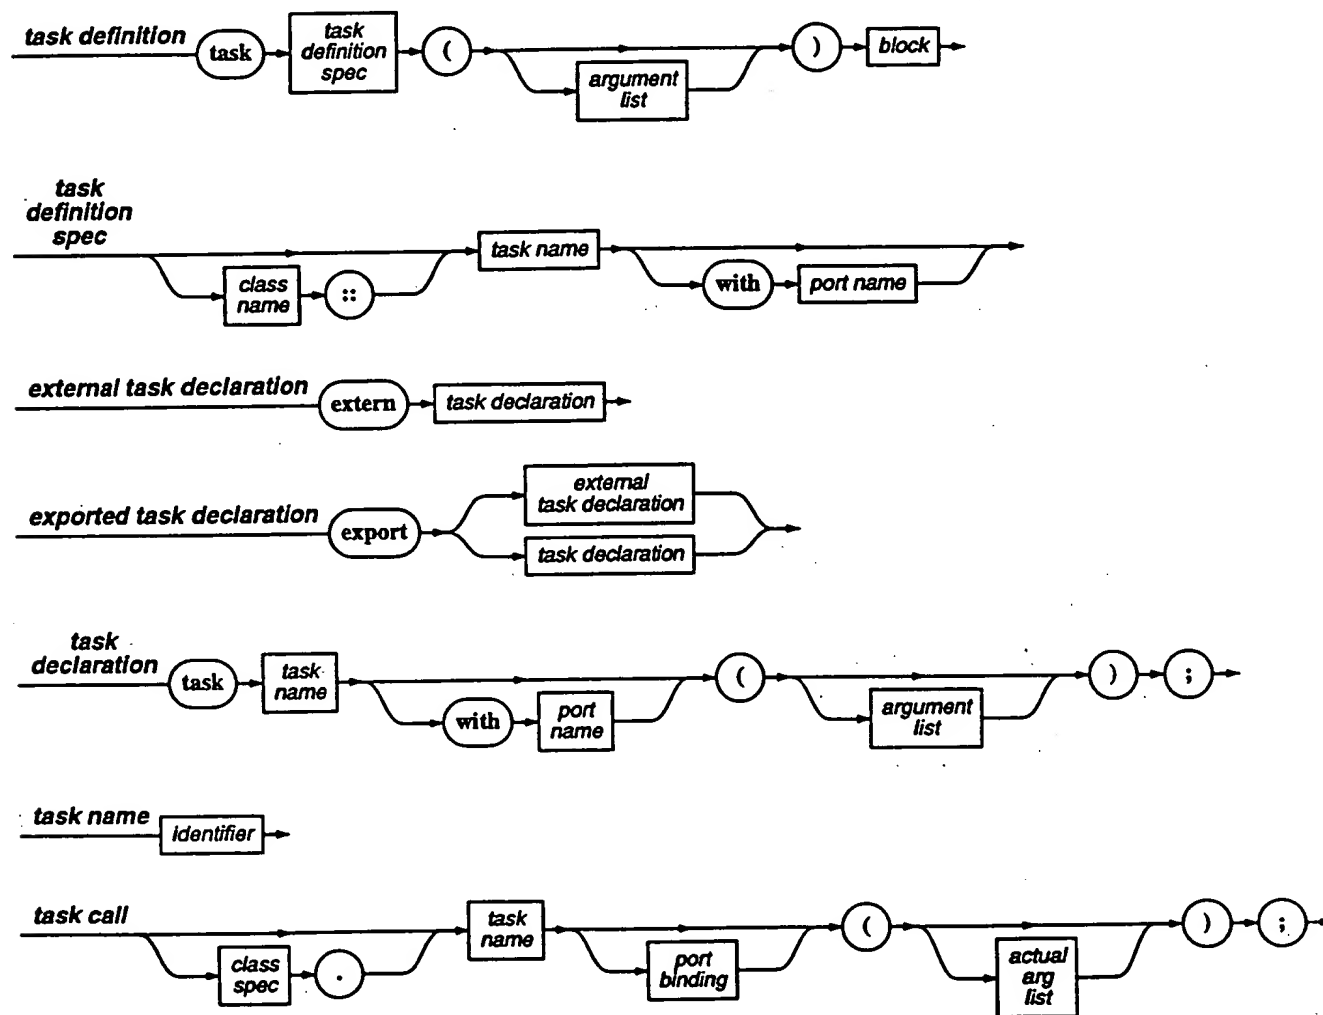 task definition
task
task
definition
spec
(
argument
list
)
block
task
definition
spec
class
name
::
task name
with
port name
external task declaration
extern
task declaration
exported task declaration
export
external
task declaration
task declaration
task
declaration
task
task
name
with
port
name
(
argument
list
)
;
task name
identifier
task call
class
spec
.
task
name
port
binding
(
actual
arg
list
)
;